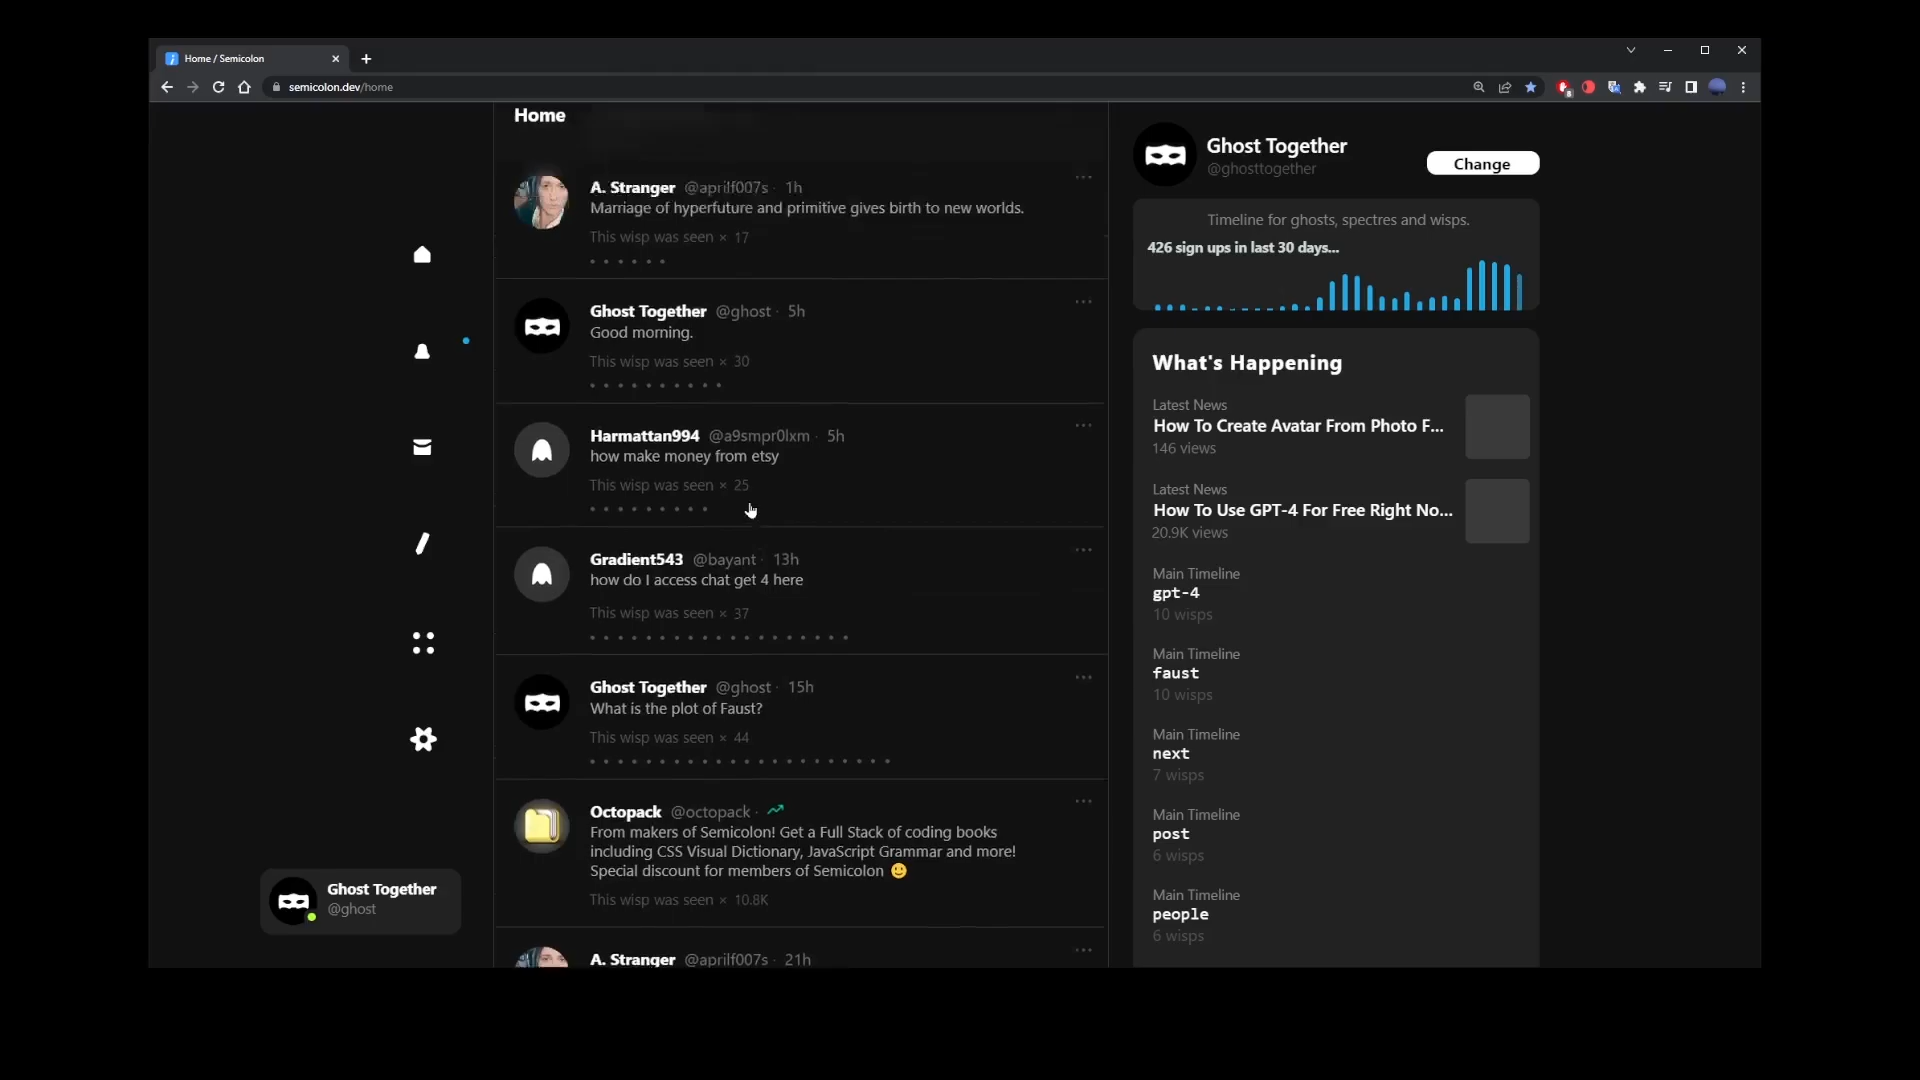 Home / Semicolon
semicolon.dev/home
8
Home
A. Stranger @aprilf007s · 1h
Marriage of hyperfuture and primitive gives birth to new worlds.
This wisp was seen × 17
Ghost Together @ghost · 5h
Good morning.
This wisp was seen × 30
Harmattan994 @a9smpr0lxm · 5h
how make money from etsy
This wisp was seen × 25
Gradient543 @bayant · 13h
how do I access chat get 4 here
This wisp was seen × 37
Ghost Together @ghost · 15h
What is the plot of Faust?
This wisp was seen × 44
Octopack @octopack ·
From makers of Semicolon! Get a Full Stack of coding books
including CSS Visual Dictionary, JavaScript Grammar and more!
Special discount for members of Semicolon 🙂
This wisp was seen × 10.8K
A. Stranger @aprilf007s · 21h
Ghost Together
@ghost
Ghost Together
@ghosttogether
Change
Timeline for ghosts, spectres and wisps.
426 sign ups in last 30 days...
What's Happening
Latest News
How To Create Avatar From Photo F...
146 views
Latest News
How To Use GPT-4 For Free Right No...
20.9K views
Main Timeline
gpt-4
10 wisps
Main Timeline
faust
10 wisps
Main Timeline
next
7 wisps
Main Timeline
post
6 wisps
Main Timeline
people
6 wisps